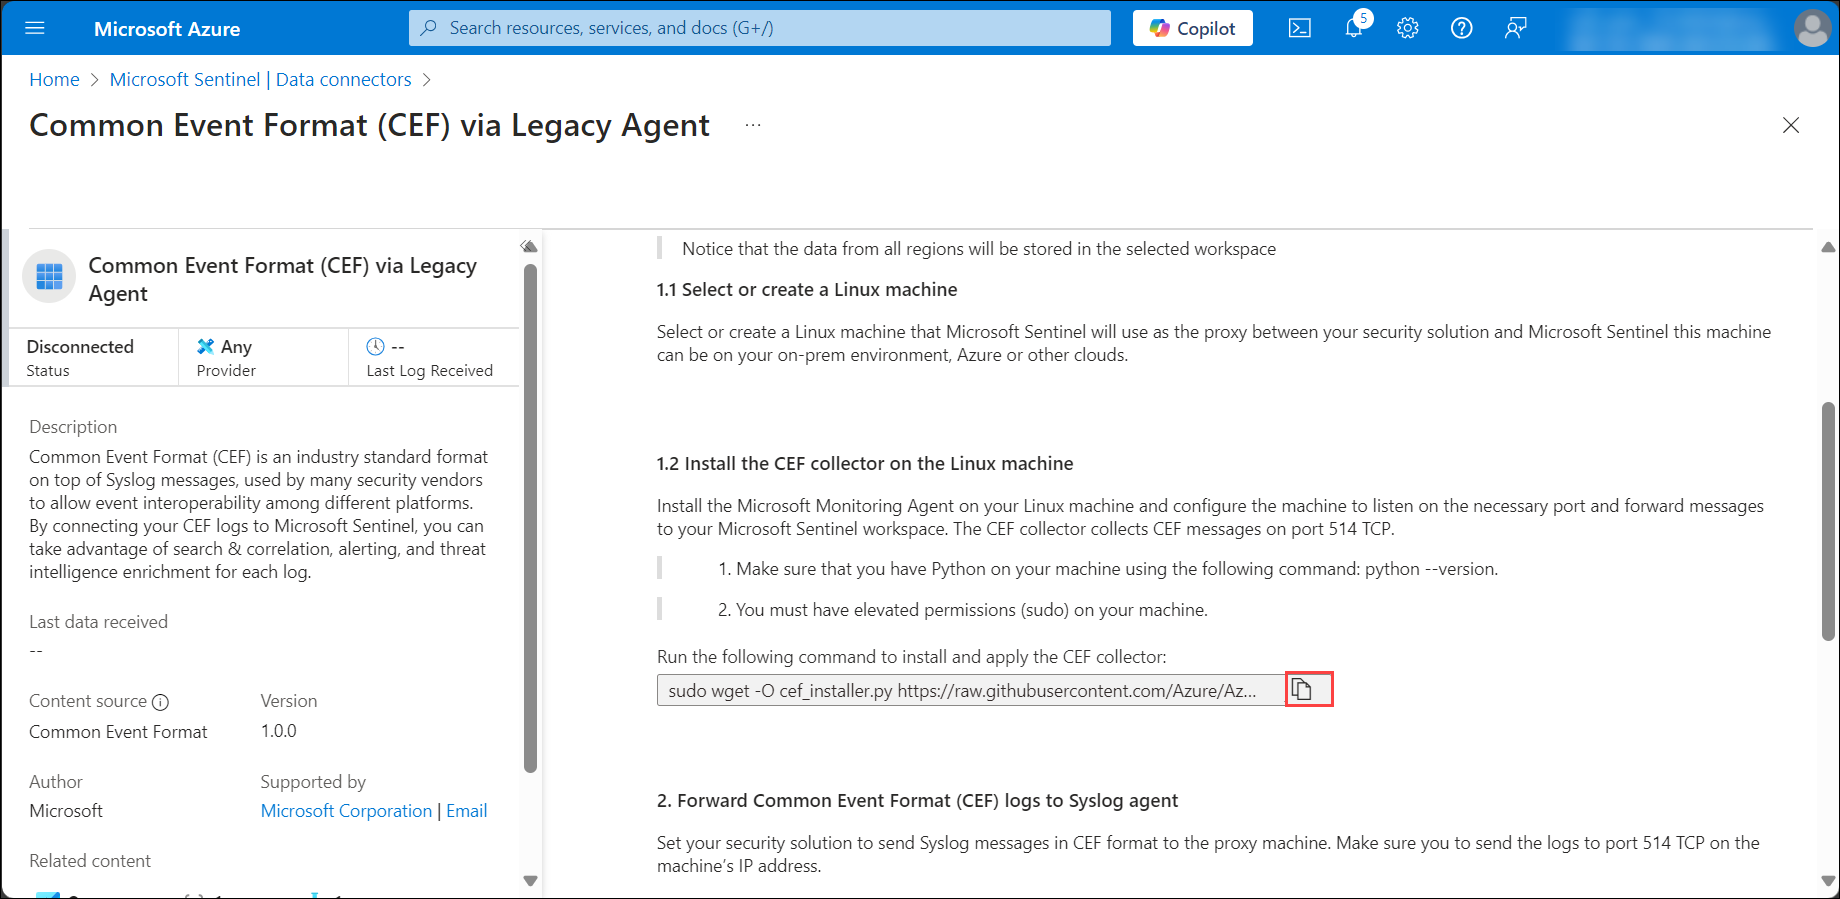 Microsoft Azure
Search resources, services, and docs (G+/)
Copilot
5
Home > Microsoft Sentinel | Data connectors >
Common Event Format (CEF) via Legacy Agent ...
Common Event Format (CEF) via Legacy
Agent
Disconnected
Status
Any
Provider
--
Last Log Received
Description
Common Event Format (CEF) is an industry standard format
on top of Syslog messages, used by many security vendors
to allow event interoperability among different platforms.
By connecting your CEF logs to Microsoft Sentinel, you can
take advantage of search & correlation, alerting, and threat
intelligence enrichment for each log.
Last data received
--
Content source
Common Event Format
Version
1.0.0
Author
Microsoft
Supported by
Microsoft Corporation | Email
Related content
Notice that the data from all regions will be stored in the selected workspace
1.1 Select or create a Linux machine
Select or create a Linux machine that Microsoft Sentinel will use as the proxy between your security solution and Microsoft Sentinel this machine
can be on your on-prem environment, Azure or other clouds.
1.2 Install the CEF collector on the Linux machine
Install the Microsoft Monitoring Agent on your Linux machine and configure the machine to listen on the necessary port and forward messages
to your Microsoft Sentinel workspace. The CEF collector collects CEF messages on port 514 TCP.
1. Make sure that you have Python on your machine using the following command: python --version.
2. You must have elevated permissions (sudo) on your machine.
Run the following command to install and apply the CEF collector:
sudo wget -O cef_installer.py https://raw.githubusercontent.com/Azure/Az...
2. Forward Common Event Format (CEF) logs to Syslog agent
Set your security solution to send Syslog messages in CEF format to the proxy machine. Make sure you to send the logs to port 514 TCP on the
machine's IP address.